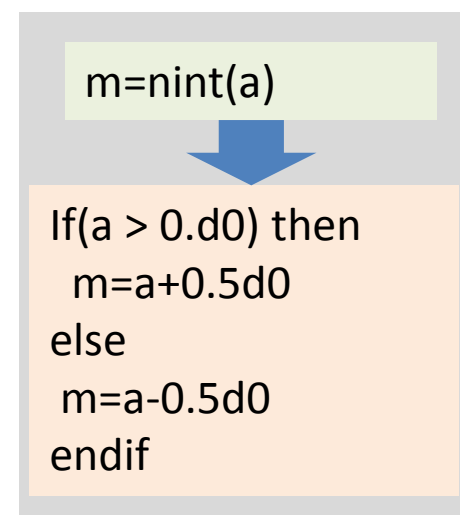 m=nint(a)
If(a > 0.d0) then
m=a+0.5d0
else
m=a-0.5d0
endif